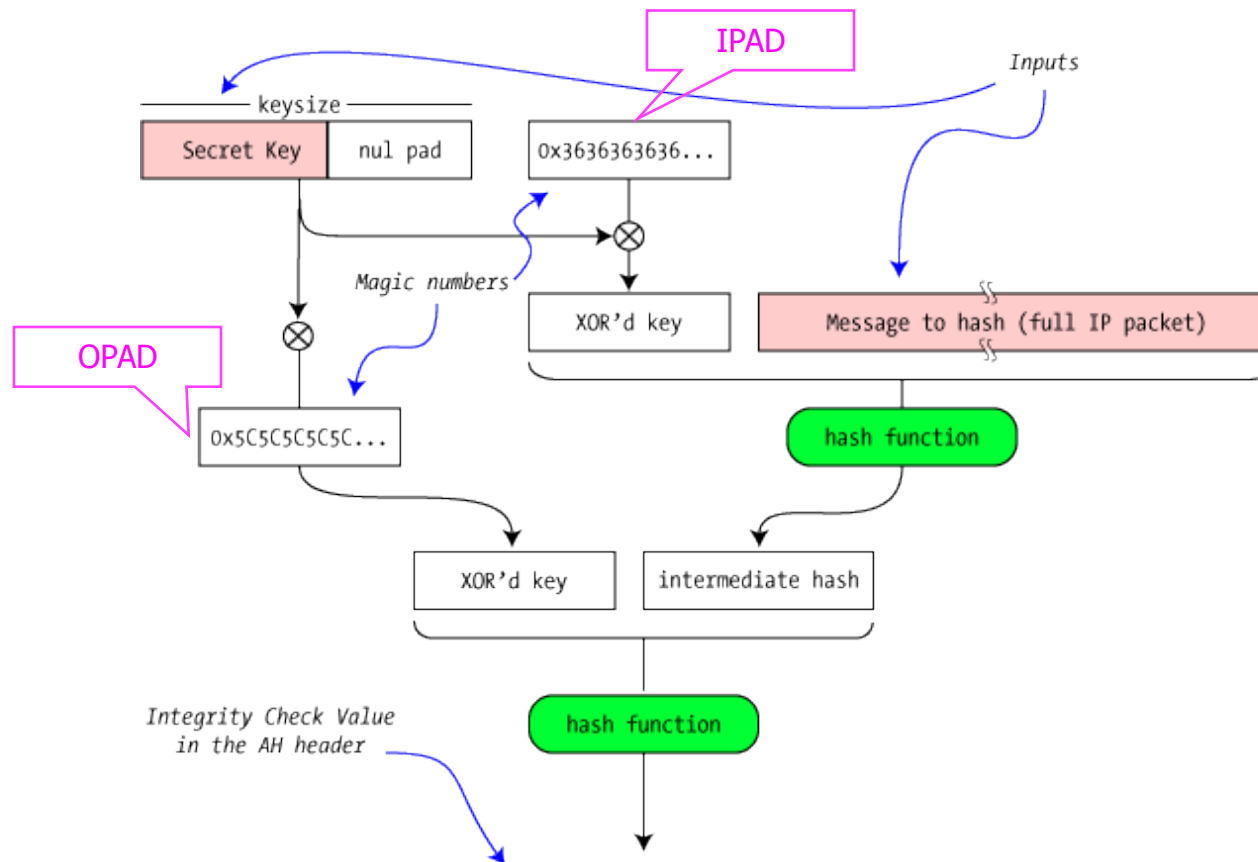 IPAD
Inputs
keysize
Secret Key
nul pad
0x3636363636...
Magic numbers
XOR'd key
Message to hash (full IP packet)
OPAD
0x5C5C5C5C5C...
hash function
XOR'd key
intermediate hash
Integrity Check Value
in the AH header
hash function